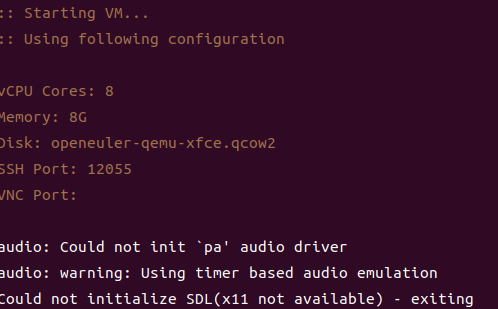 :: Starting VM...
:: Using following configuration
vCPU Cores: 8
Memory: 8G
Disk: openeuler-qemu-xfce.qcow2
SSH Port: 12055
VNC Port:
audio: Could not init `pa' audio driver
audio: warning: Using timer based audio emulation
Could not initialize SDL(x11 not available) - exiting